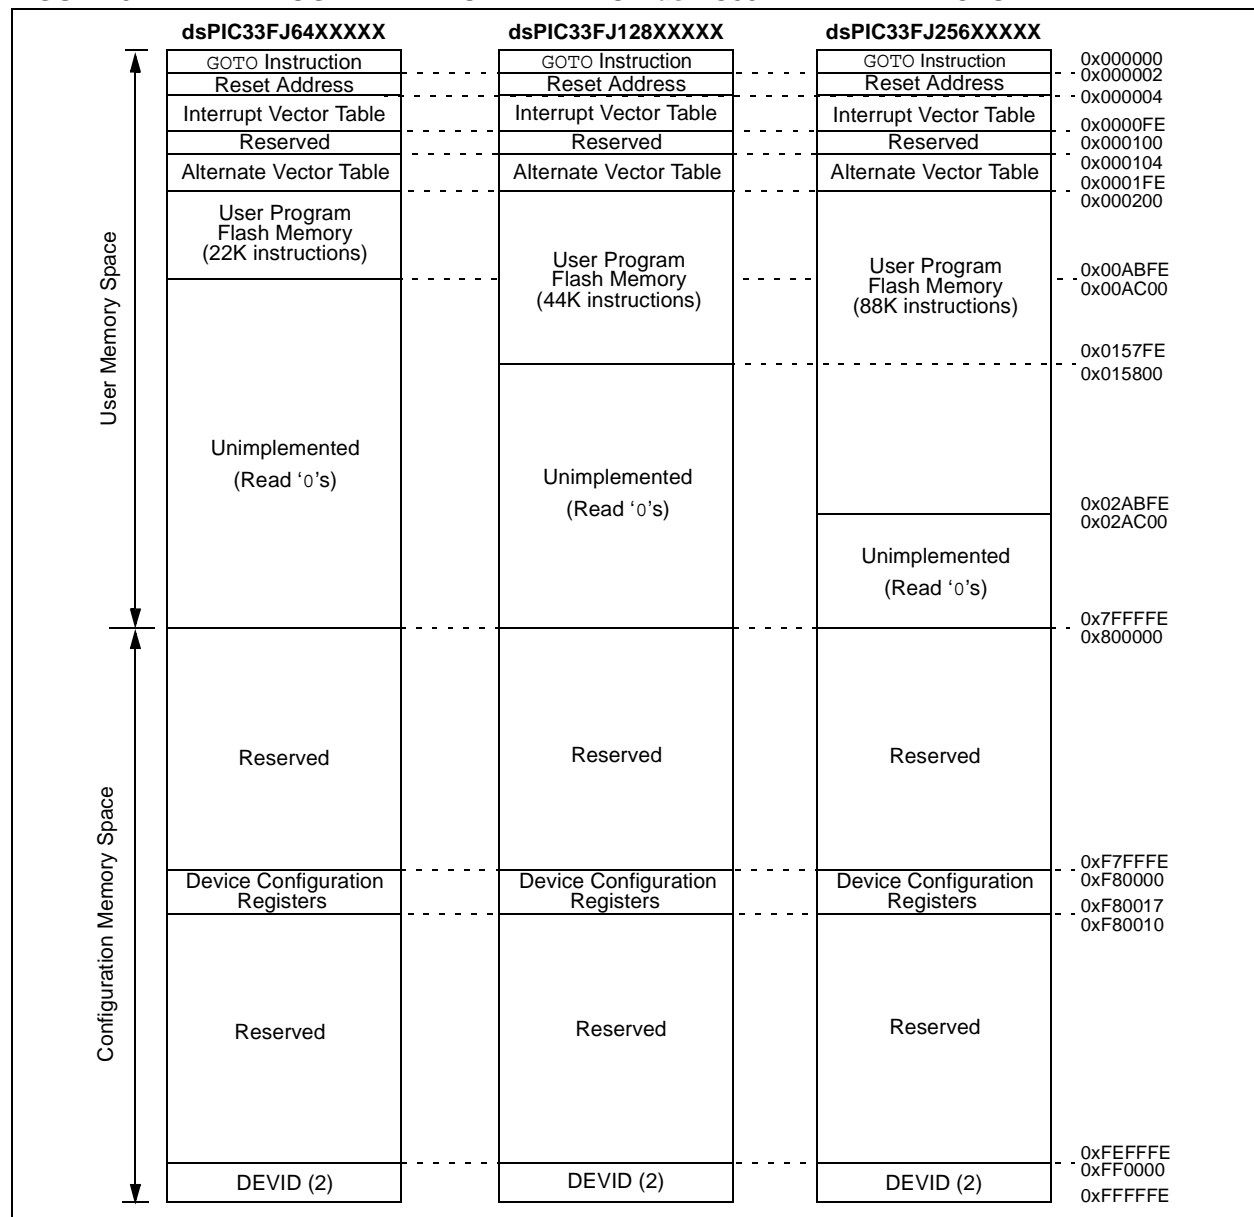 dsPIC33FJ64XXXXX
dsPIC33FJ128XXXXX
dsPIC33FJ256XXXXX
GOTO Instruction
GOTO Instruction
GOTO Instruction
0x000000
0x000002
Reset Address
Reset Address
Reset Address
0x000004
Interrupt Vector Table
Interrupt Vector Table
Interrupt Vector Table
0x0000FE
0x000100
Reserved
Reserved
Reserved
0x000104
Alternate Vector Table
Alternate Vector Table
Alternate Vector Table
0x0001FE
0x000200
User Program
Flash Memory
(22K instructions)
User Program
Flash Memory
(44K instructions)
User Program
Flash Memory
(88K instructions)
0x00ABFE
0x00AC00
0x0157FE
0x015800
User Memory Space
Unimplemented
(Read ‘0’s)
Unimplemented
(Read ‘0’s)
0x02ABFE
0x02AC00
Unimplemented
(Read ‘0’s)
0x7FFFFE
0x800000
Reserved
Reserved
Reserved
0xF7FFFE
0xF80000
Device Configuration
Registers
Device Configuration
Registers
Device Configuration
Registers
0xF80017
0xF80010
Configuration Memory Space
Reserved
Reserved
Reserved
0xFEFFFE
0xFF0000
DEVID (2)
DEVID (2)
DEVID (2)
0xFFFFFE